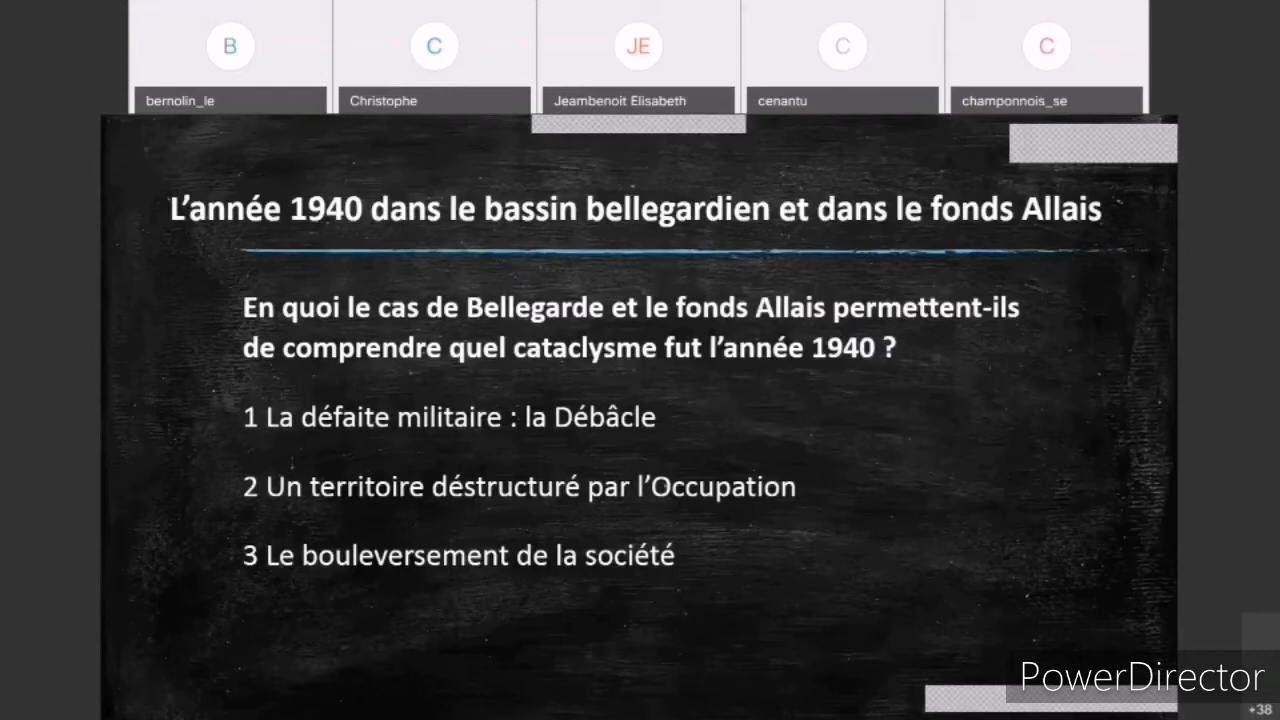 B
C
JE
C
C
bernolin_le
Christophe
Jeambenoit Elisabeth
cenantu
champonnois_se
L’année 1940 dans le bassin bellegardien et dans le fonds Allais
En quoi le cas de Bellegarde et le fonds Allais permettent-ils
de comprendre quel cataclysme fut l’année 1940 ?
1 La défaite militaire : la Débâcle
2 Un territoire déstructuré par l’Occupation
3 Le bouleversement de la société
PowerDirector
+38